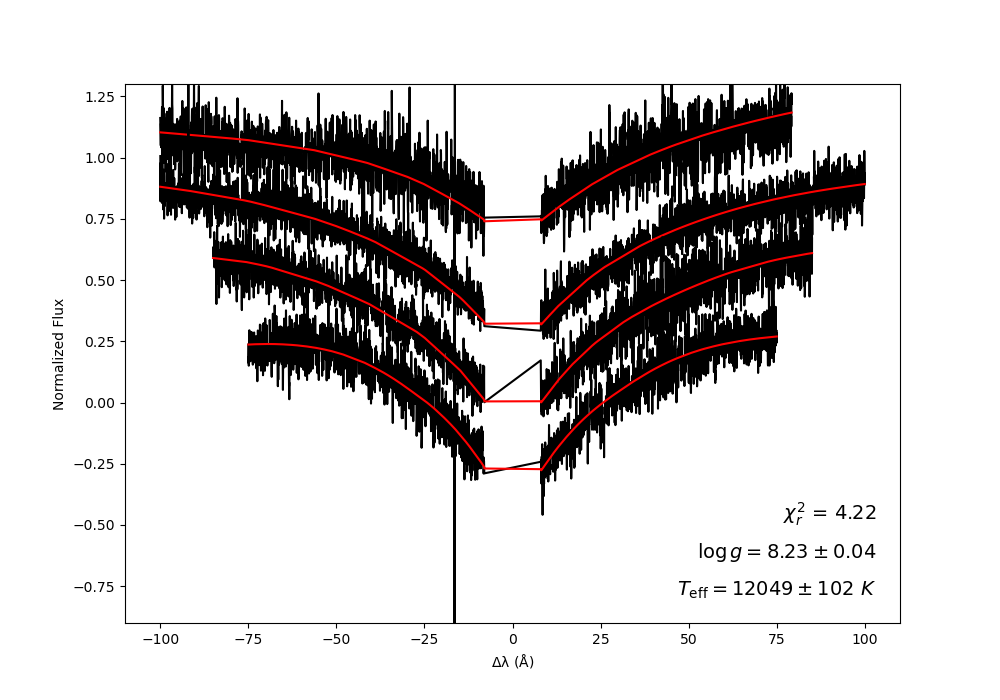 1.25
1.00
0.75
0.50
0.25
0.00
−0.25
−0.50
−0.75
Normalized Flux
χ²ᵣ = 4.22
log g = 8.23 ± 0.04
T_eff = 12049 ± 102 K
−100 −75 −50 −25 0 25 50 75 100
Δλ (Å)